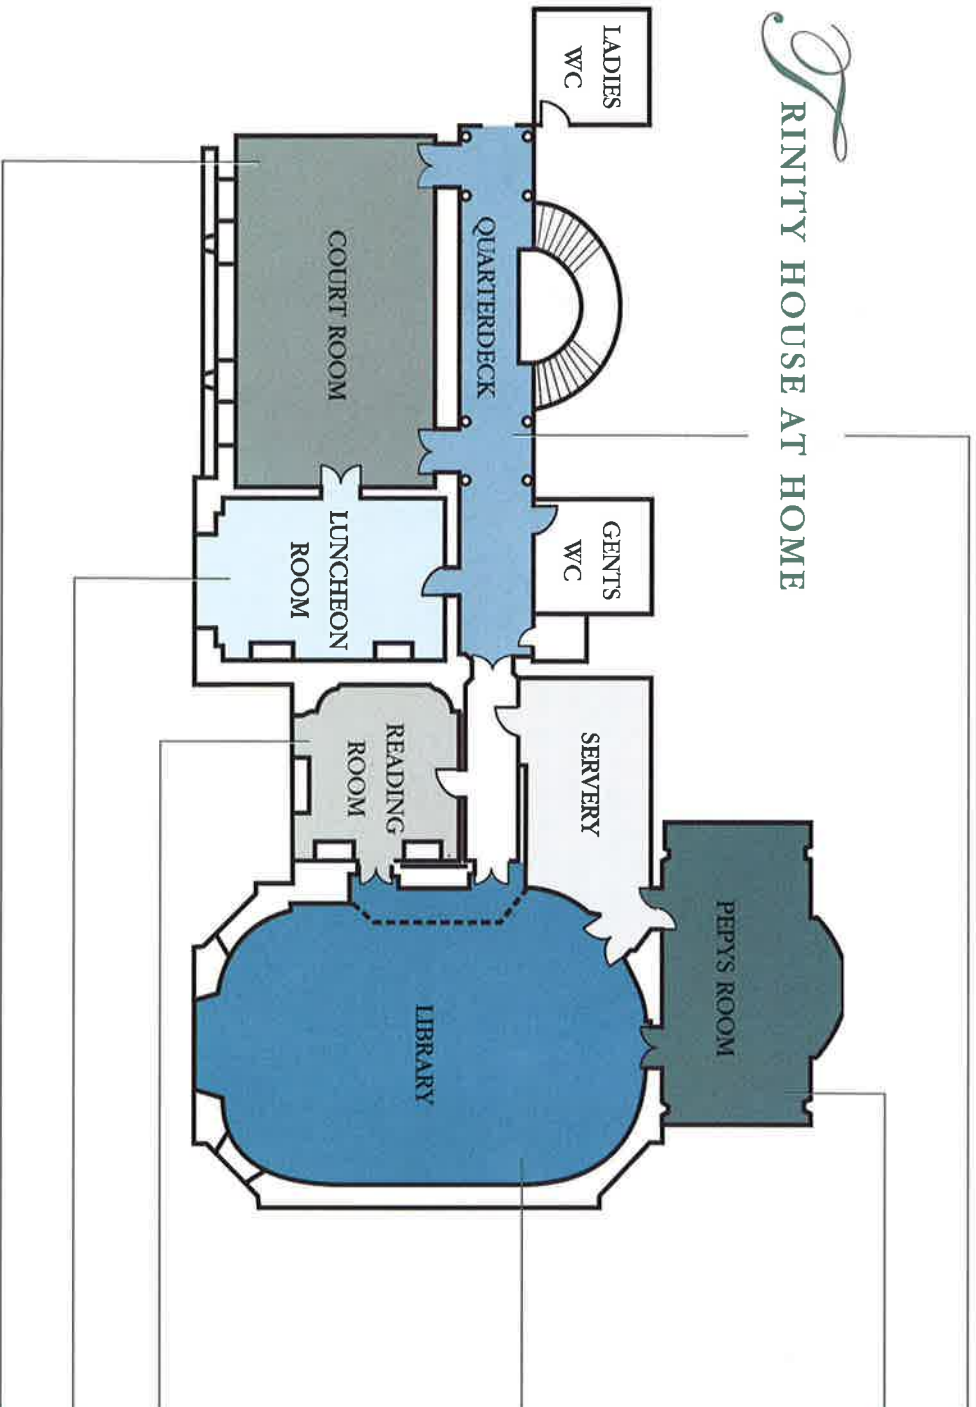 TRINITY HOUSE AT HOME
LADIES
WC
GENTS
WC
SERVERY
PEPYS ROOM
QUARTERDECK
COURT ROOM
LUNCHEON
ROOM
READING
ROOM
LIBRARY